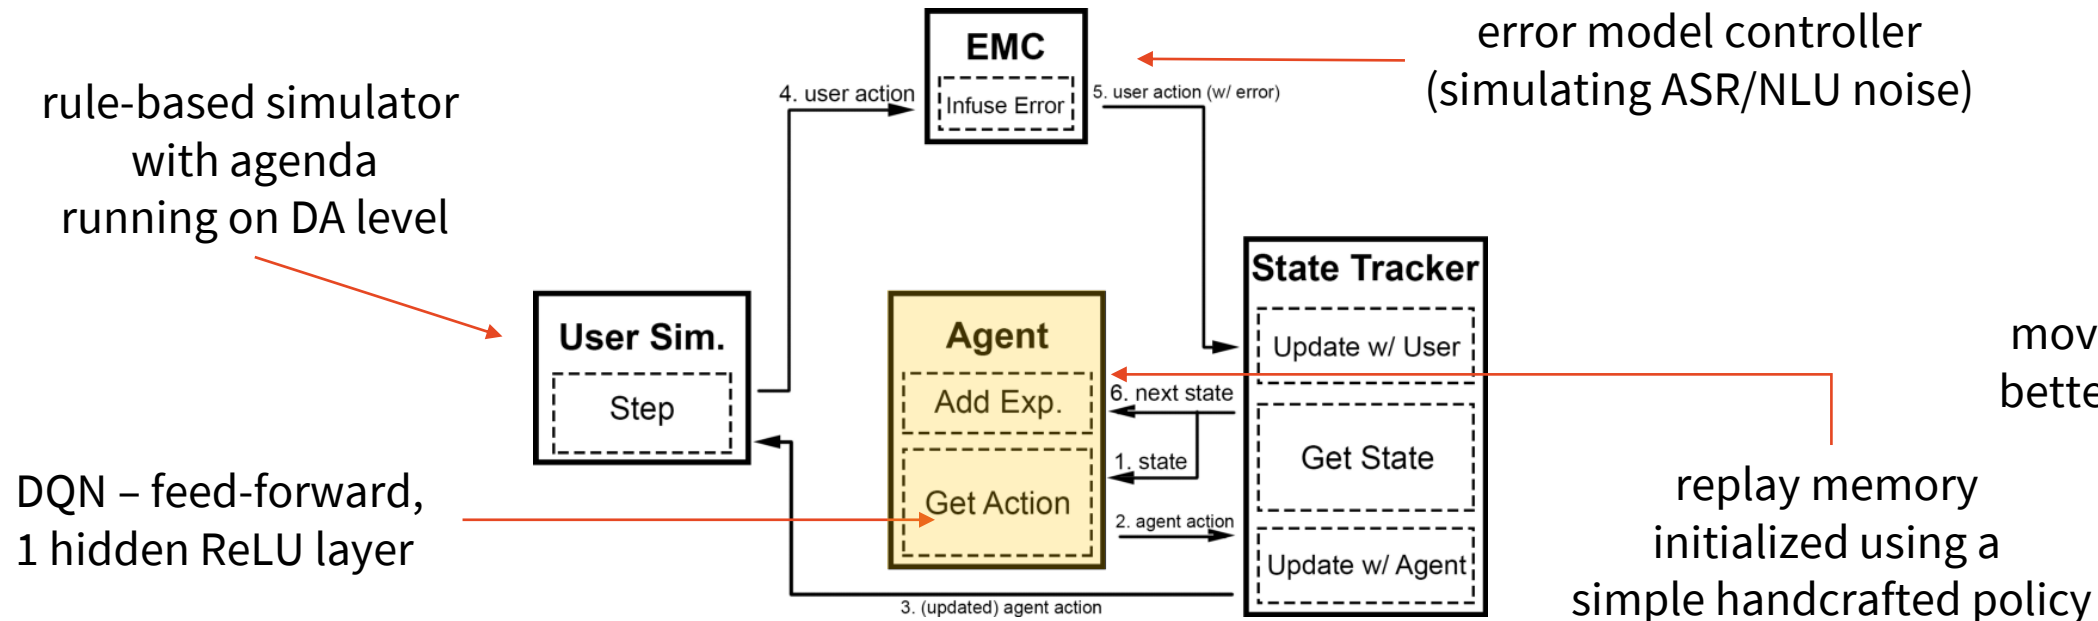 EMC
Infuse Error
4. user action
5. user action (w/ error)
error model controller
(simulating ASR/NLU noise)
rule-based simulator
with agenda
running on DA level
User Sim.
Step
Agent
Add Exp.
Get Action
6. next state
1. state
2. agent action
3. (updated) agent action
State Tracker
Update w/ User
Get State
Update w/ Agent
DQN – feed-forward,
1 hidden ReLU layer
replay memory
initialized using a
simple handcrafted policy